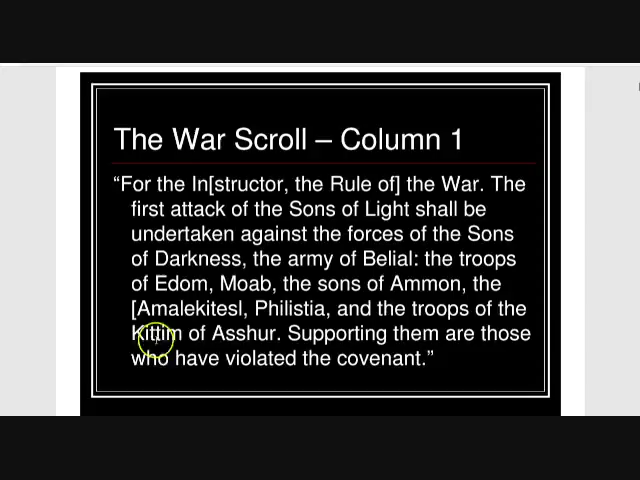 The War Scroll – Column 1
“For the In[structor, the Rule of] the War. The
first attack of the Sons of Light shall be
undertaken against the forces of the Sons
of Darkness, the army of Belial: the troops
of Edom, Moab, the sons of Ammon, the
[Amalekitesl, Philistia, and the troops of the
Kittim of Asshur. Supporting them are those
who have violated the covenant.”